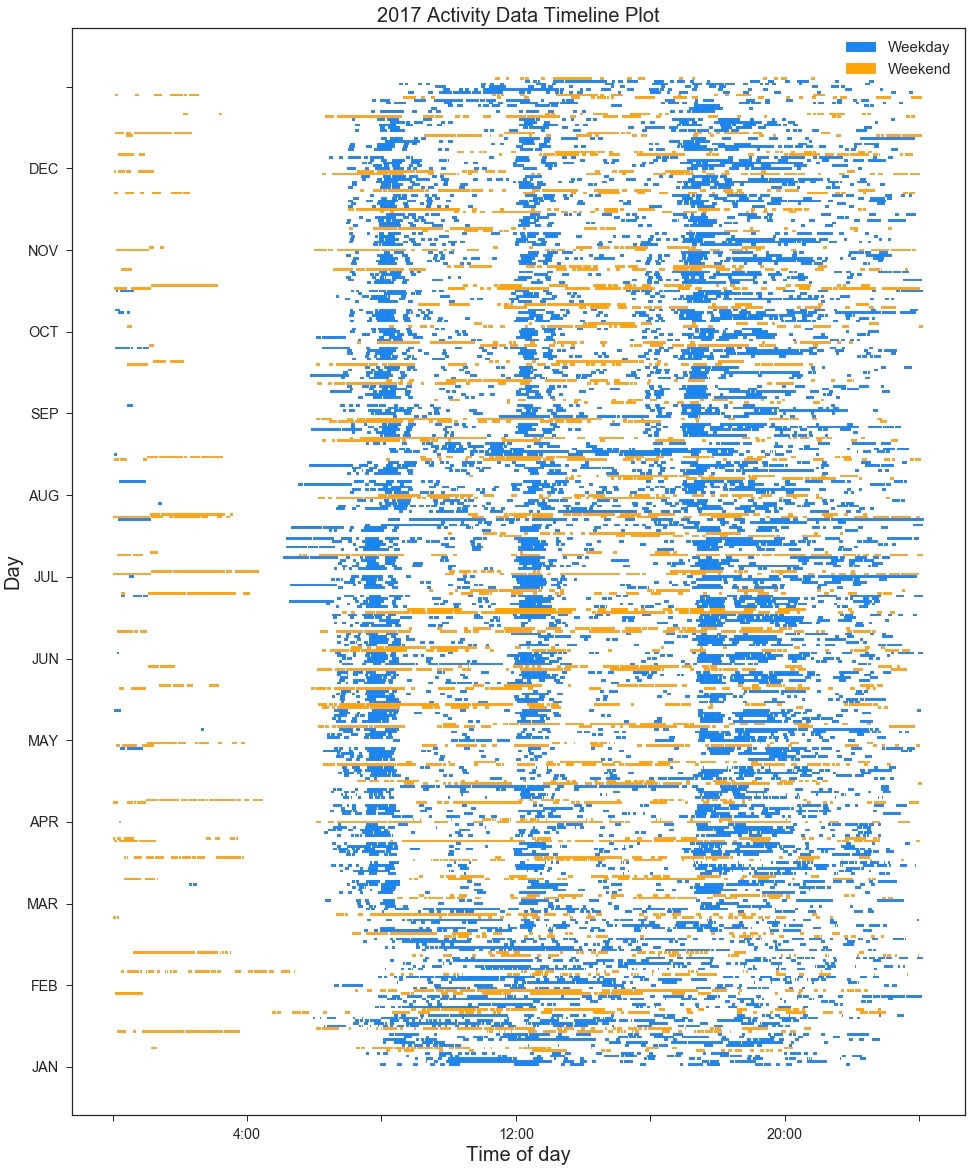 2017 Activity Data Timeline Plot
Weekday
Weekend
DEC
NOV
OCT
SEP
AUG
Day
JUL
JUN
MAY
APR
MAR
FEB
JAN
4:00 12:00 20:00
Time of day